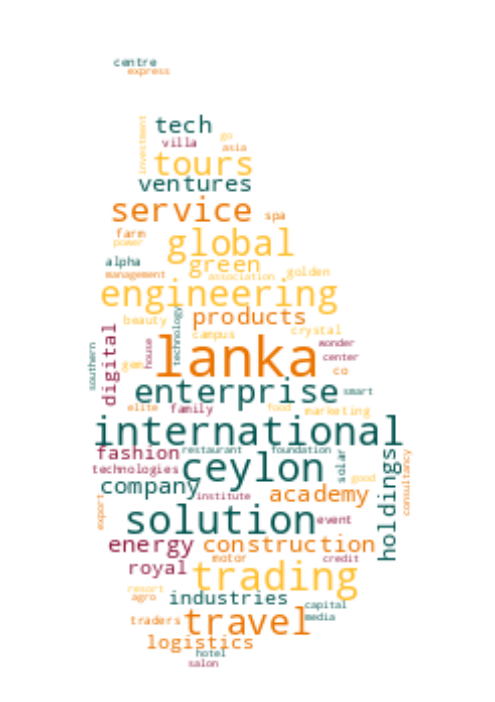 centre
express
investment
tech
go
villa
asia
tours
ventures
service
spa
farm
power
global
alpha
green
golden
management
association
engineering
products
beauty
technology
crystal
campus
digital
house
lanka
wonder
center
southern
gem
co
enterprise
smart
elite
family
food
marketing
international
fashion
restaurant
foundation
solar
holdings
consultancy
technologies
ceylon
good
company
institute
academy
export
solution
event
energy
construction
motor
credit
royal
trading
resort
agro
industries
capital
media
traders
travel
logistics
hotel
salon